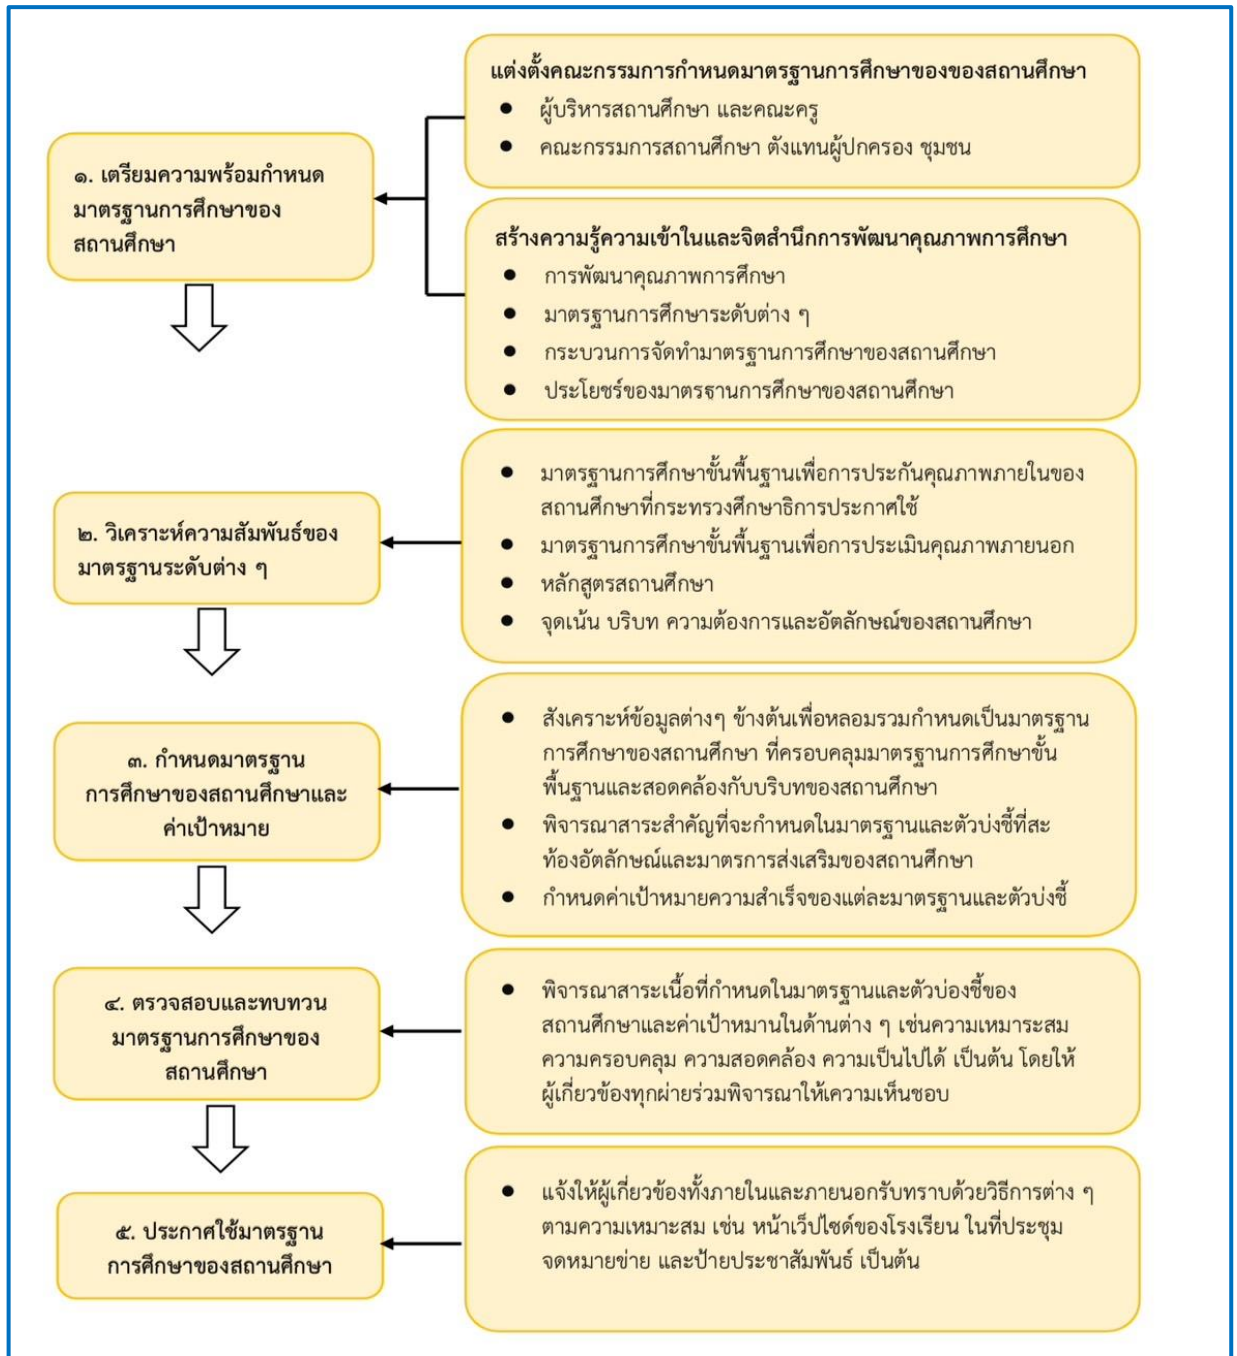 แต่งตั้งคณะกรรมการกำหนดมาตรฐานการศึกษาของของสถานศึกษา
● ผู้บริหารสถานศึกษา และคณะครู
● คณะกรรมการสถานศึกษา ตังแทนผู้ปกครอง ชุมชน
๑. เตรียมความพร้อมกำหนด
มาตรฐานการศึกษาของ
สถานศึกษา
สร้างความรู้ความเข้าในและจิตสำนึกการพัฒนาคุณภาพการศึกษา
● การพัฒนาคุณภาพการศึกษา
● มาตรฐานการศึกษาระดับต่าง ๆ
● กระบวนการจัดทำมาตรฐานการศึกษาของสถานศึกษา
● ประโยชร์ของมาตรฐานการศึกษาของสถานศึกษา
๒. วิเคราะห์ความสัมพันธ์ของ
มาตรฐานระดับต่าง ๆ
● มาตรฐานการศึกษาขั้นพื้นฐานเพื่อการประกันคุณภาพภายในของ
สถานศึกษาที่กระทรวงศึกษาธิการประกาศใช้
● มาตรฐานการศึกษาขั้นพื้นฐานเพื่อการประเมินคุณภาพภายนอก
● หลักสูตรสถานศึกษา
● จุดเน้น บริบท ความต้องการและอัตลักษณ์ของสถานศึกษา
๓. กำหนดมาตรฐาน
การศึกษาของสถานศึกษาและ
ค่าเป้าหมาย
● สังเคราะห์ข้อมูลต่างๆ ข้างต้นเพื่อหลอมรวมกำหนดเป็นมาตรฐาน
การศึกษาของสถานศึกษา ที่ครอบคลุมมาตรฐานการศึกษาขั้น
พื้นฐานและสอดคล้องกับบริบทของสถานศึกษา
● พิจารณาสาระสำคัญที่จะกำหนดในมาตรฐานและตัวบ่งชี้ที่สะ
ท้องอัตลักษณ์และมาตรการส่งเสริมของสถานศึกษา
● กำหนดค่าเป้าหมายความสำเร็จของแต่ละมาตรฐานและตัวบ่งชี้
๔. ตรวจสอบและทบทวน
มาตรฐานการศึกษาของ
สถานศึกษา
● พิจารณาสาระเนื้อที่กำหนดในมาตรฐานและตัวบ่องชี้ของ
สถานศึกษาและค่าเป้าหมานในด้านต่าง ๆ เช่นความเหมาะสม
ความครอบคลุม ความสอดคล้อง ความเป็นไปได้ เป็นต้น โดยให้
ผู้เกี่ยวข้องทุกผ่ายร่วมพิจารณาให้ความเห็นชอบ
๕. ประกาศใช้มาตรฐาน
การศึกษาของสถานศึกษา
● แจ้งให้ผู้เกี่ยวข้องทั้งภายในและภายนอกรับทราบด้วยวิธีการต่าง ๆ
ตามความเหมาะสม เช่น หน้าเว็ปไซด์ของโรงเรียน ในที่ประชุม
จดหมายข่าย และป้ายประชาสัมพันธ์ เป็นต้น